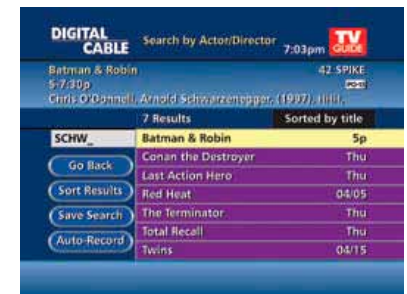 DIGITAL CABLE
Search by Actor/Director
7:03pm
TV GUIDE
Batman & Robin
42 SPIKE
5-7:30p
PG-13
Chris O'Donnell, Arnold Schwarzenegger. (1997)
7 Results Sorted by title
SCHW_ Batman & Robin 5p
Go Back Conan the Destroyer Thu
Last Action Hero Thu
Sort Results Red Heat 04/05
Save Search The Terminator Thu
Auto-Record Total Recall Thu
Twins 04/15